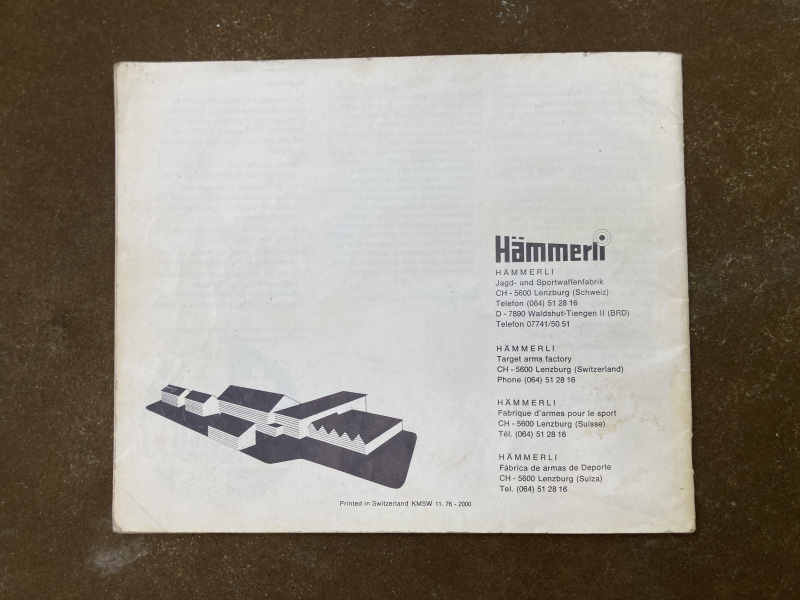 Hämmerli
HÄMMERLI
Jagd- und Sportwaffenfabrik
CH - 5600 Lenzburg (Schweiz)
Telefon (064) 51 28 16
D - 7890 Waldshut-Tiengen II (BRD)
Telefon 07741/50 51
HÄMMERLI
Target arms factory
CH - 5600 Lenzburg (Switzerland)
Phone (064) 51 28 16
HÄMMERLI
Fabrique d'armes pour le sport
CH - 5600 Lenzburg (Suisse)
Tél. (064) 51 28 16
HÄMMERLI
Fábrica de armas de Deporte
CH - 5600 Lenzburg (Suiza)
Tel. (064) 51 28 16
Printed in Switzerland KMSW 11. 76 - 2000